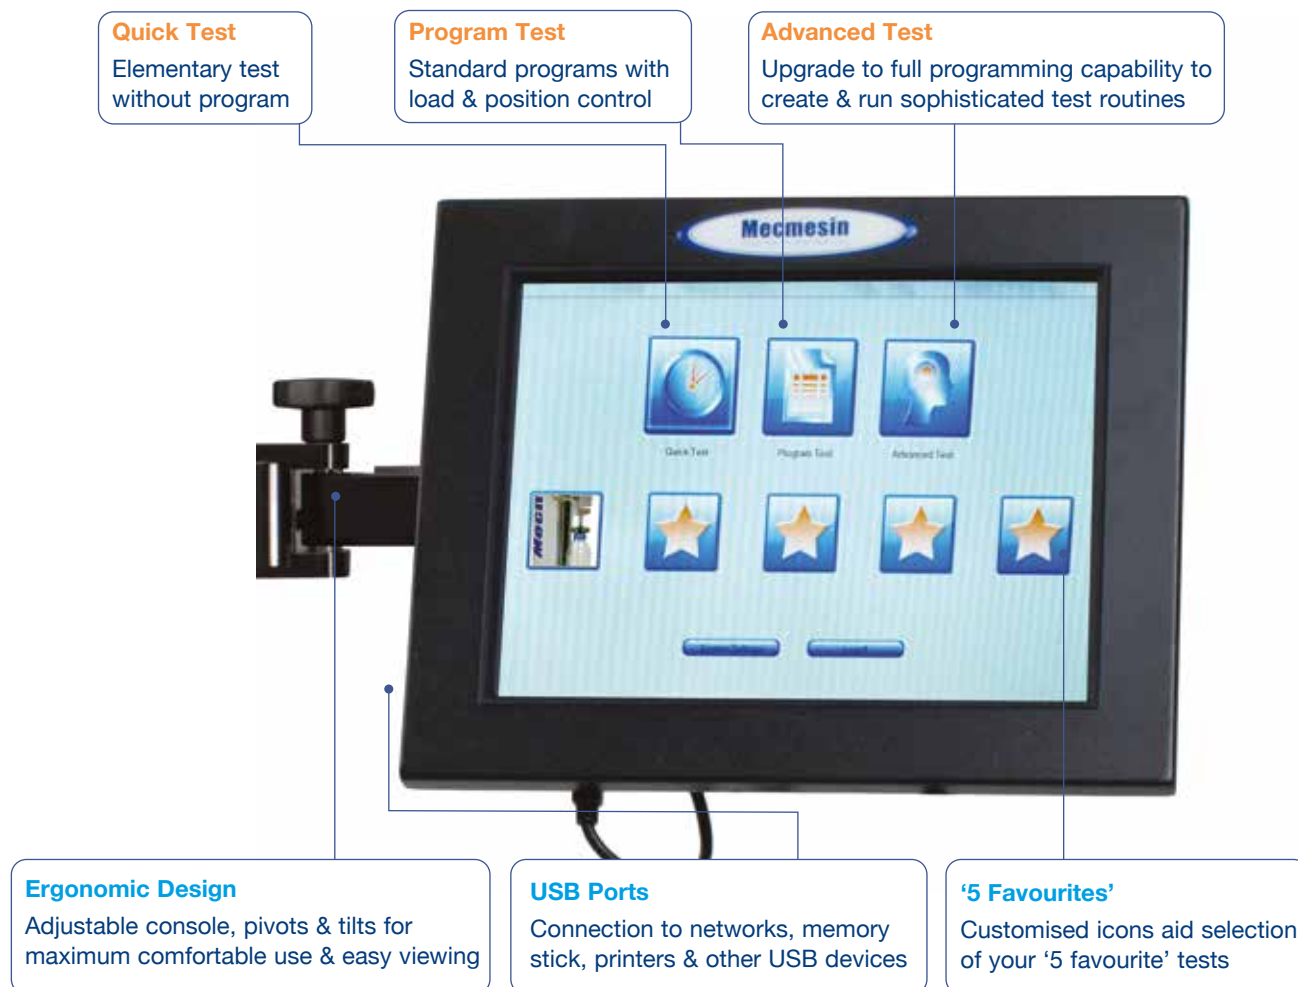 Quick Test
Elementary test
without program
Program Test
Standard programs with
load & position control
Advanced Test
Upgrade to full programming capability to
create & run sophisticated test routines
Mecmesin
Quick Test
Program Test
Advanced Test
Ergonomic Design
Adjustable console, pivots & tilts for
maximum comfortable use & easy viewing
USB Ports
Connection to networks, memory
stick, printers & other USB devices
‘5 Favourites’
Customised icons aid selection
of your ‘5 favourite’ tests